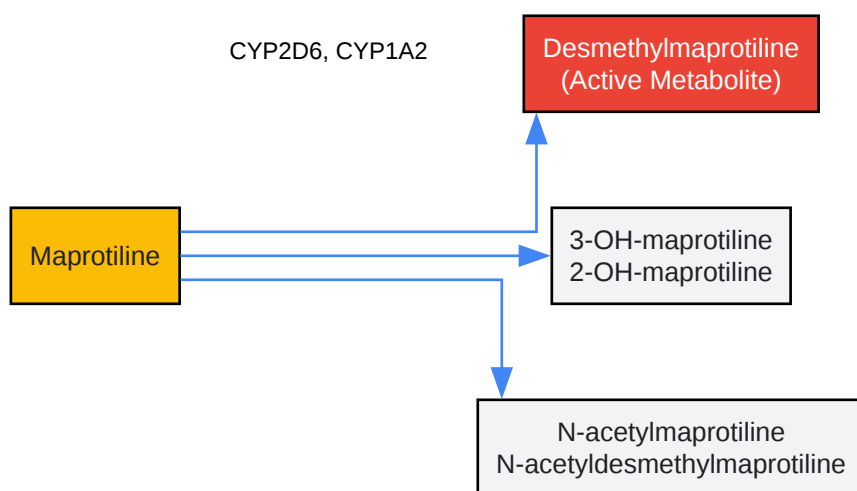 CYP2D6, CYP1A2
Desmethylmaprotiline
(Active Metabolite)
Maprotiline
3-OH-maprotiline
2-OH-maprotiline
N-acetylmaprotiline
N-acetyldesmethylmaprotiline